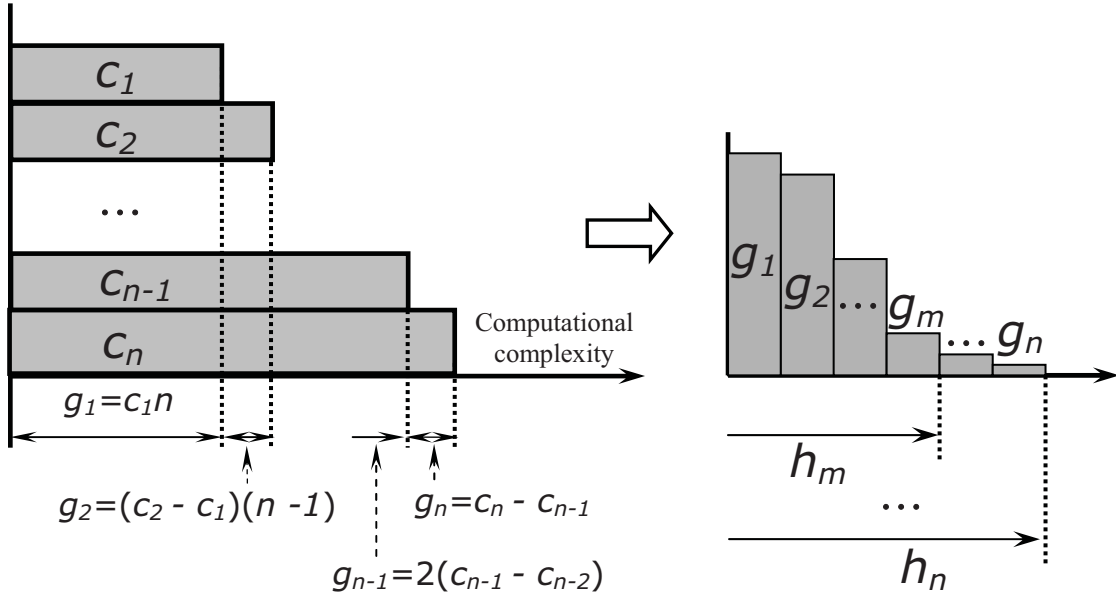 c₁
c₂
...
cₙ₋₁
cₙ
Computational
complexity
g₁=c₁n
g₂=(c₂ - c₁)(n -1)
gₙ=cₙ - cₙ₋₁
gₙ₋₁=2(cₙ₋₁ - cₙ₋₂)
g₁
g₂
...
gₘ
...
gₙ
hₘ
...
hₙ